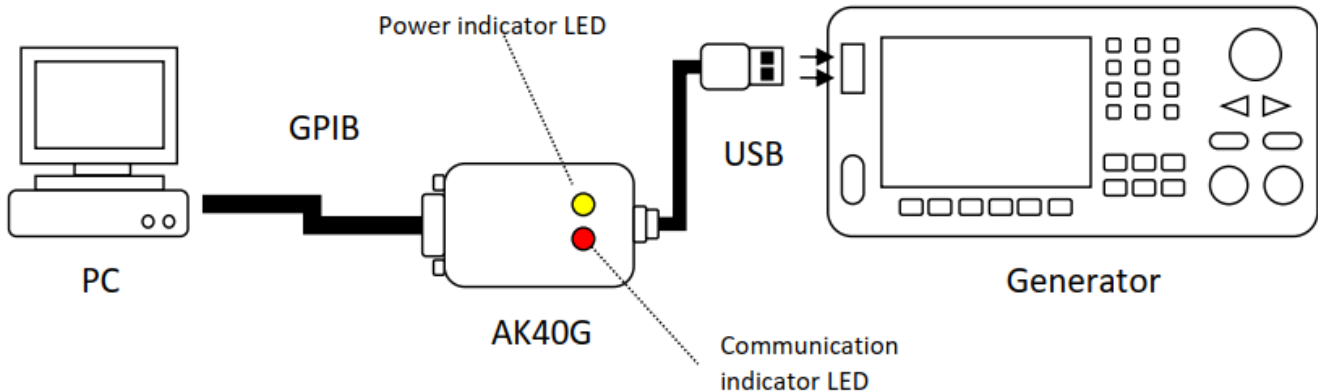 Power indicator LED
GPIB
USB
PC
AK40G
Generator
Communication
indicator LED